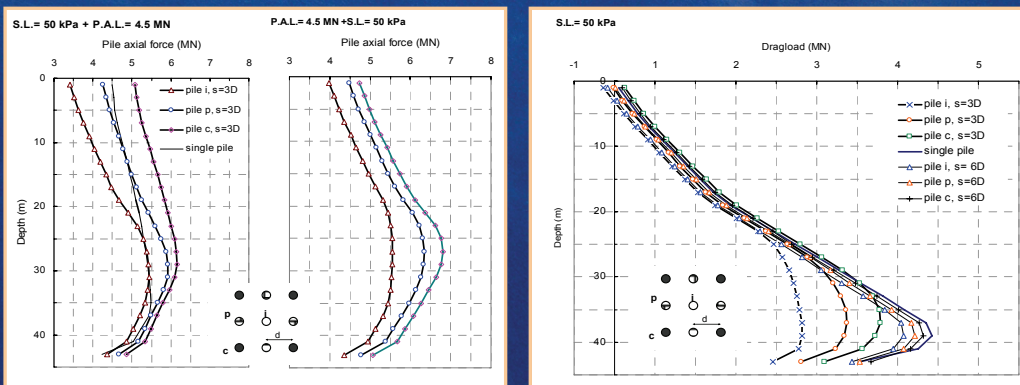 S.L.= 50 kPa + P.A.L.= 4.5 MN
Pile axial force (MN)
3 4 5 6 7 8
0
10
20
30
40
Depth (m)
pile i, s=3D
pile p, s=3D
pile c, s=3D
single pile
P.A.L.= 4.5 MN +S.L.= 50 kPa
Pile axial force (MN)
3 4 5 6 7 8
p
i
d
c
S.L.= 50 kPa
Dragload (MN)
-1 0 1 2 3 4 5
0
-10
-20
-30
-40
Depth (m)
pile i, s=3D
pile p, s=3D
pile c, s=3D
single pile
pile i, s= 6D
pile p, s= 6D
pile c, s=6D
p
i
d
c